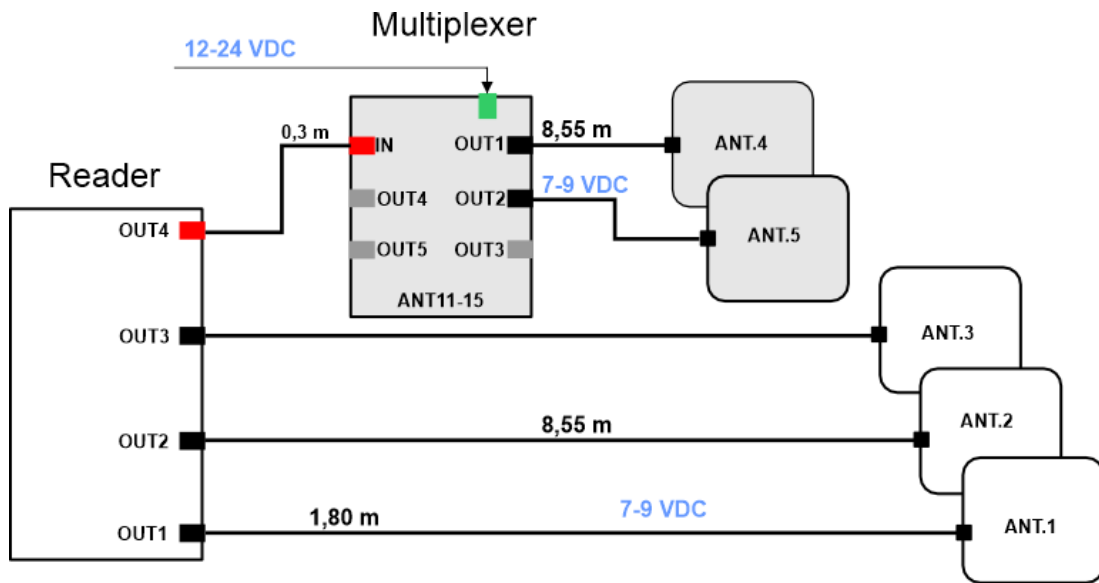 Multiplexer
12-24 VDC
0,3 m
IN
OUT1
8,55 m
ANT.4
Reader
OUT4
OUT2
7-9 VDC
ANT.5
OUT4
OUT5
OUT3
ANT11-15
OUT3
ANT.3
OUT2
8,55 m
ANT.2
OUT1
1,80 m
7-9 VDC
ANT.1